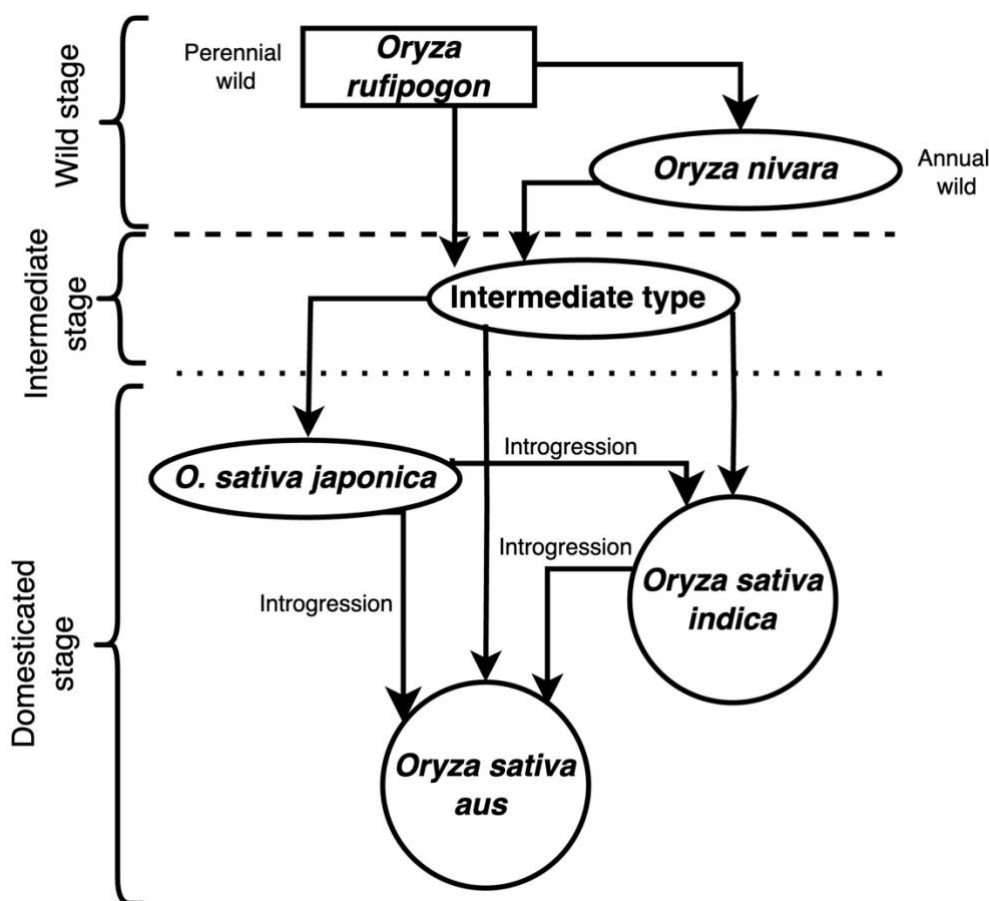 Wild stage
Perennial
wild
Oryza
rufipogon
Oryza nivara
Annual
wild
Intermediate
stage
Intermediate type
Domesticated
stage
O. sativa japonica
Introgression
Introgression
Introgression
Oryza sativa
indica
Oryza sativa
aus